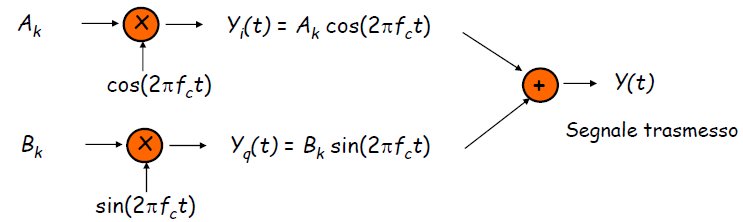 A_k × Y_i(t) = A_k cos(2πf_ct)
cos(2πf_ct)
+ Y(t)
Segnale trasmesso
B_k × Y_q(t) = B_k sin(2πf_ct)
sin(2πf_ct)